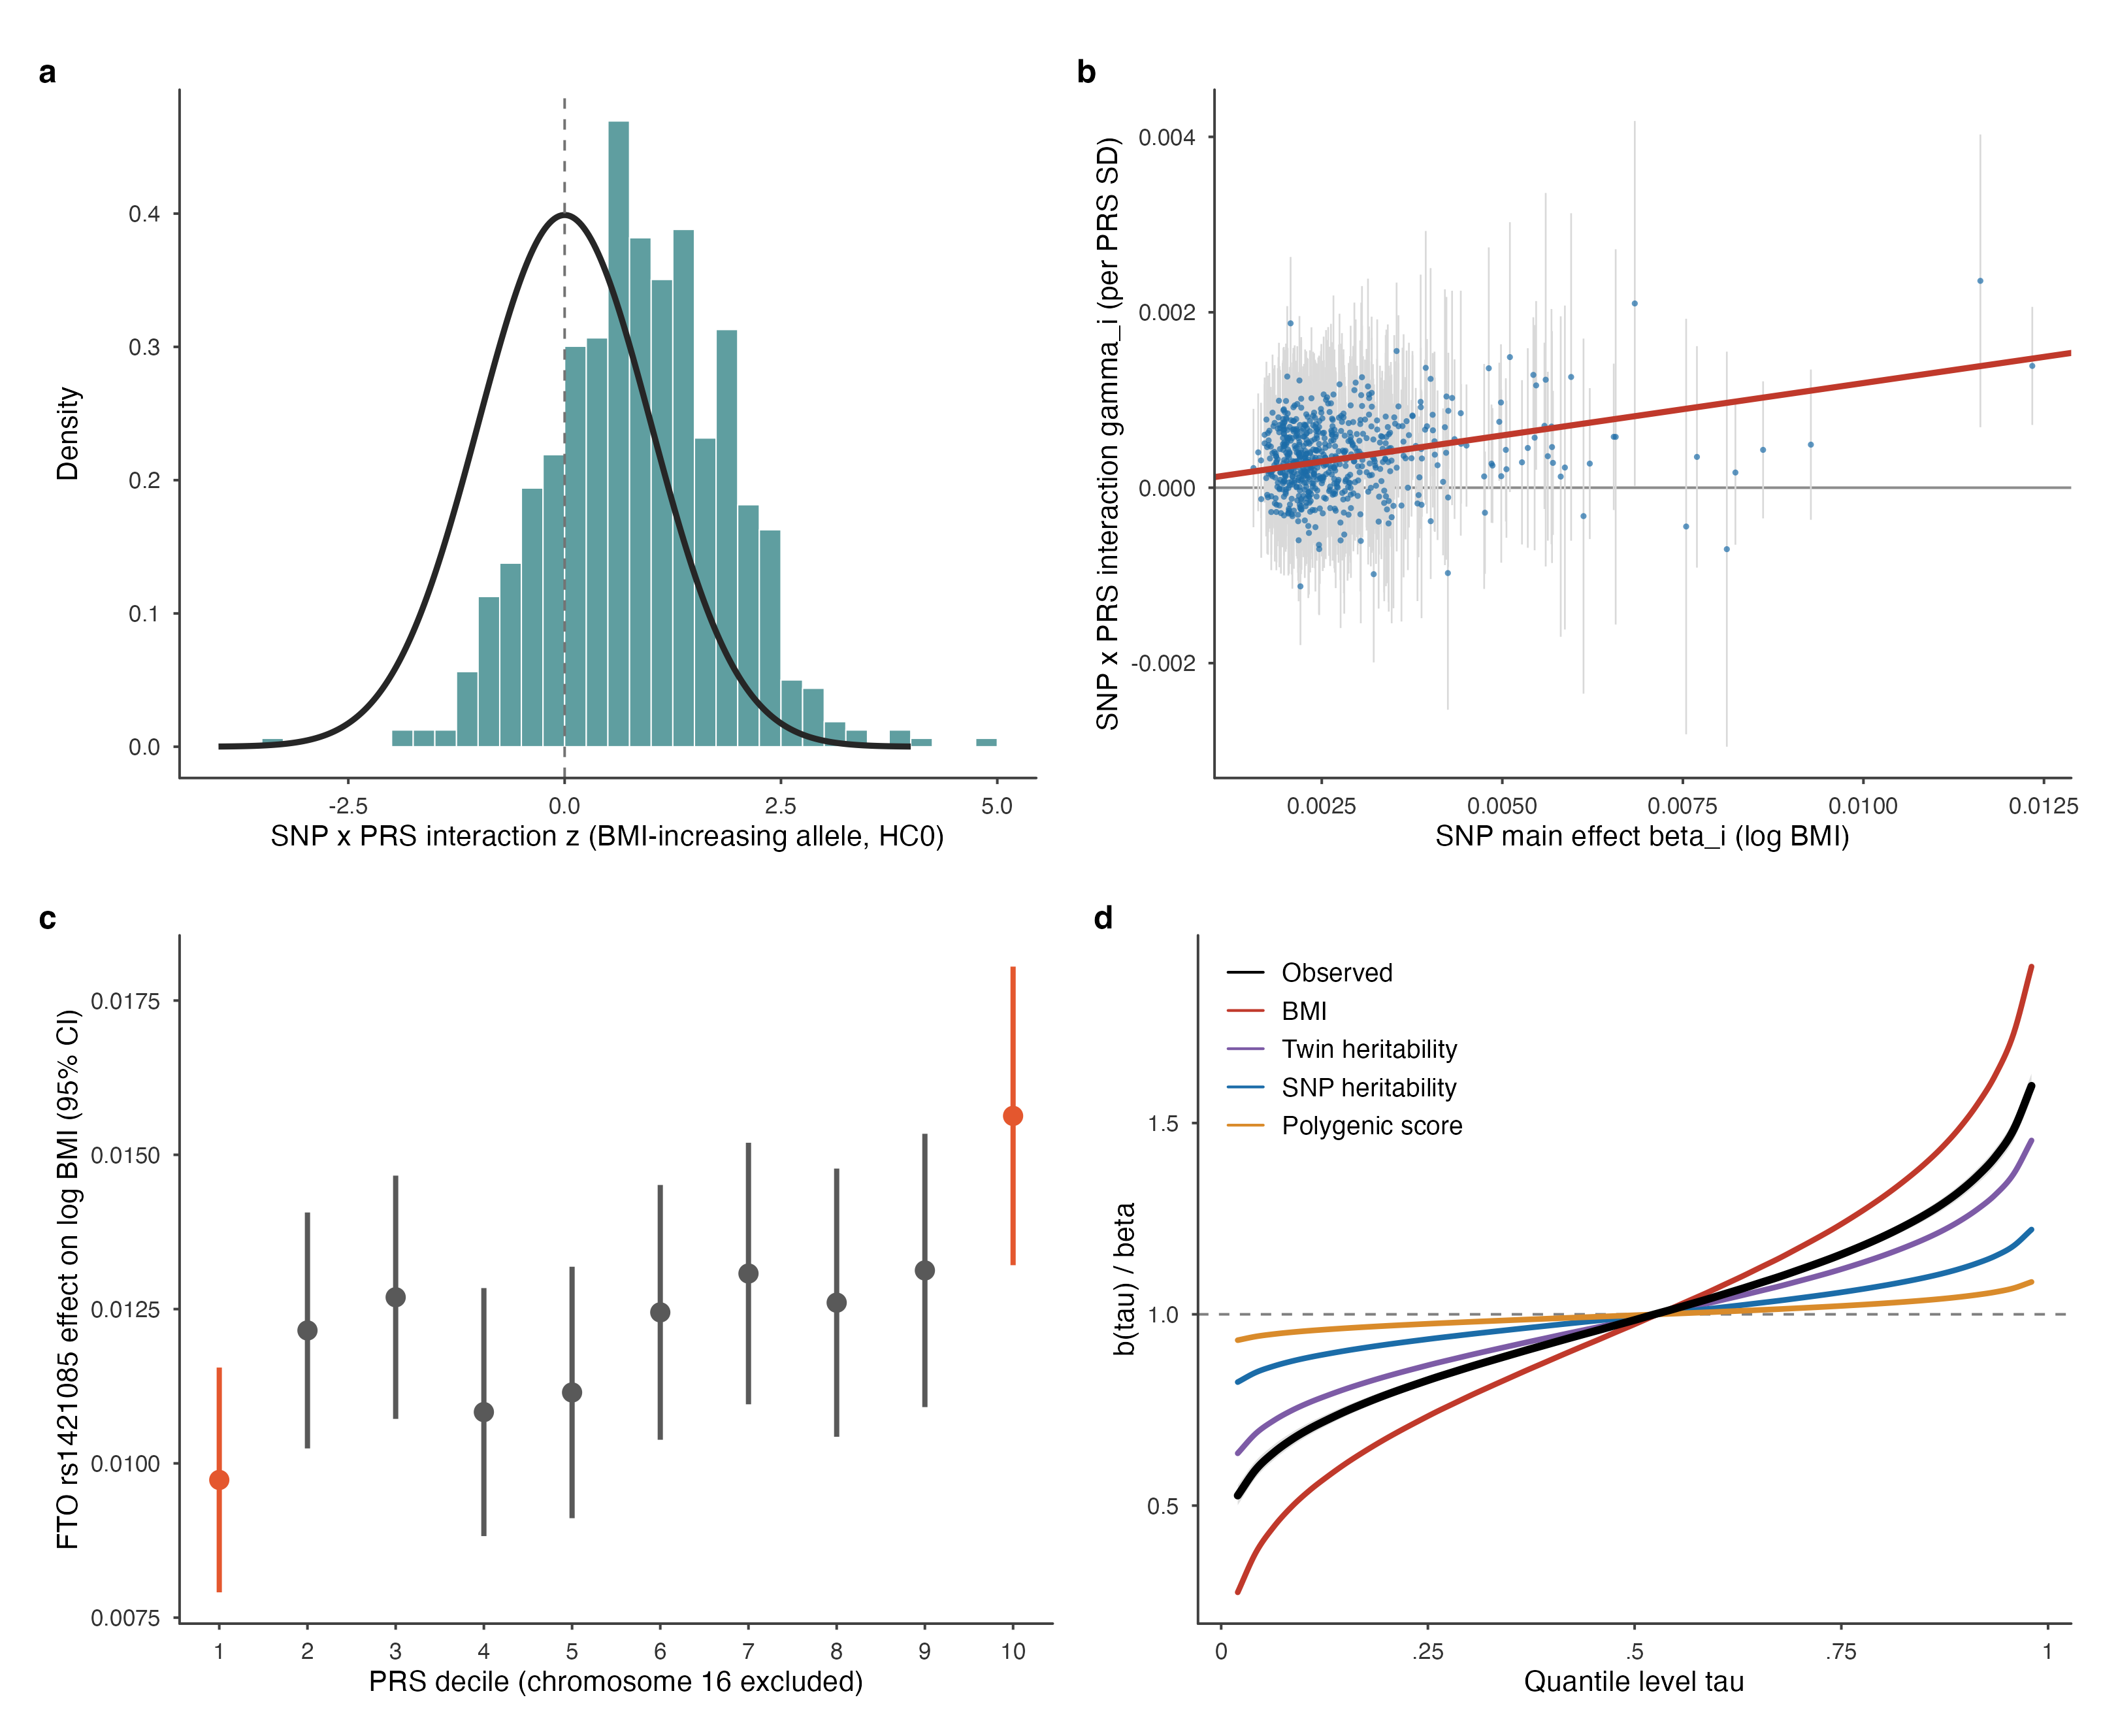 a
Density
0.4
0.3
0.2
0.1
0.0
-2.5
0.0
2.5
5.0
SNP x PRS interaction z (BMI-increasing allele, HC0)
b
SNP x PRS interaction gamma_i (per PRS SD)
0.004
0.002
0.000
-0.002
0.0025
0.0050
0.0075
0.0100
0.0125
SNP main effect beta_i (log BMI)
c
FTO rs1421085 effect on log BMI (95% CI)
0.0175
0.0150
0.0125
0.0100
0.0075
1
2
3
4
5
6
7
8
9
10
PRS decile (chromosome 16 excluded)
d
Observed
BMI
Twin heritability
SNP heritability
Polygenic score
b(tau) / beta
1.5
1.0
0.5
0
.25
.5
.75
1
Quantile level tau